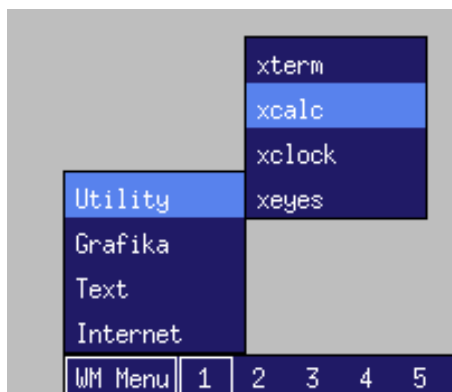 xterm
xcalc
xclock
xeyes
Utility
Grafika
Text
Internet
WM Menu 1 2 3 4 5